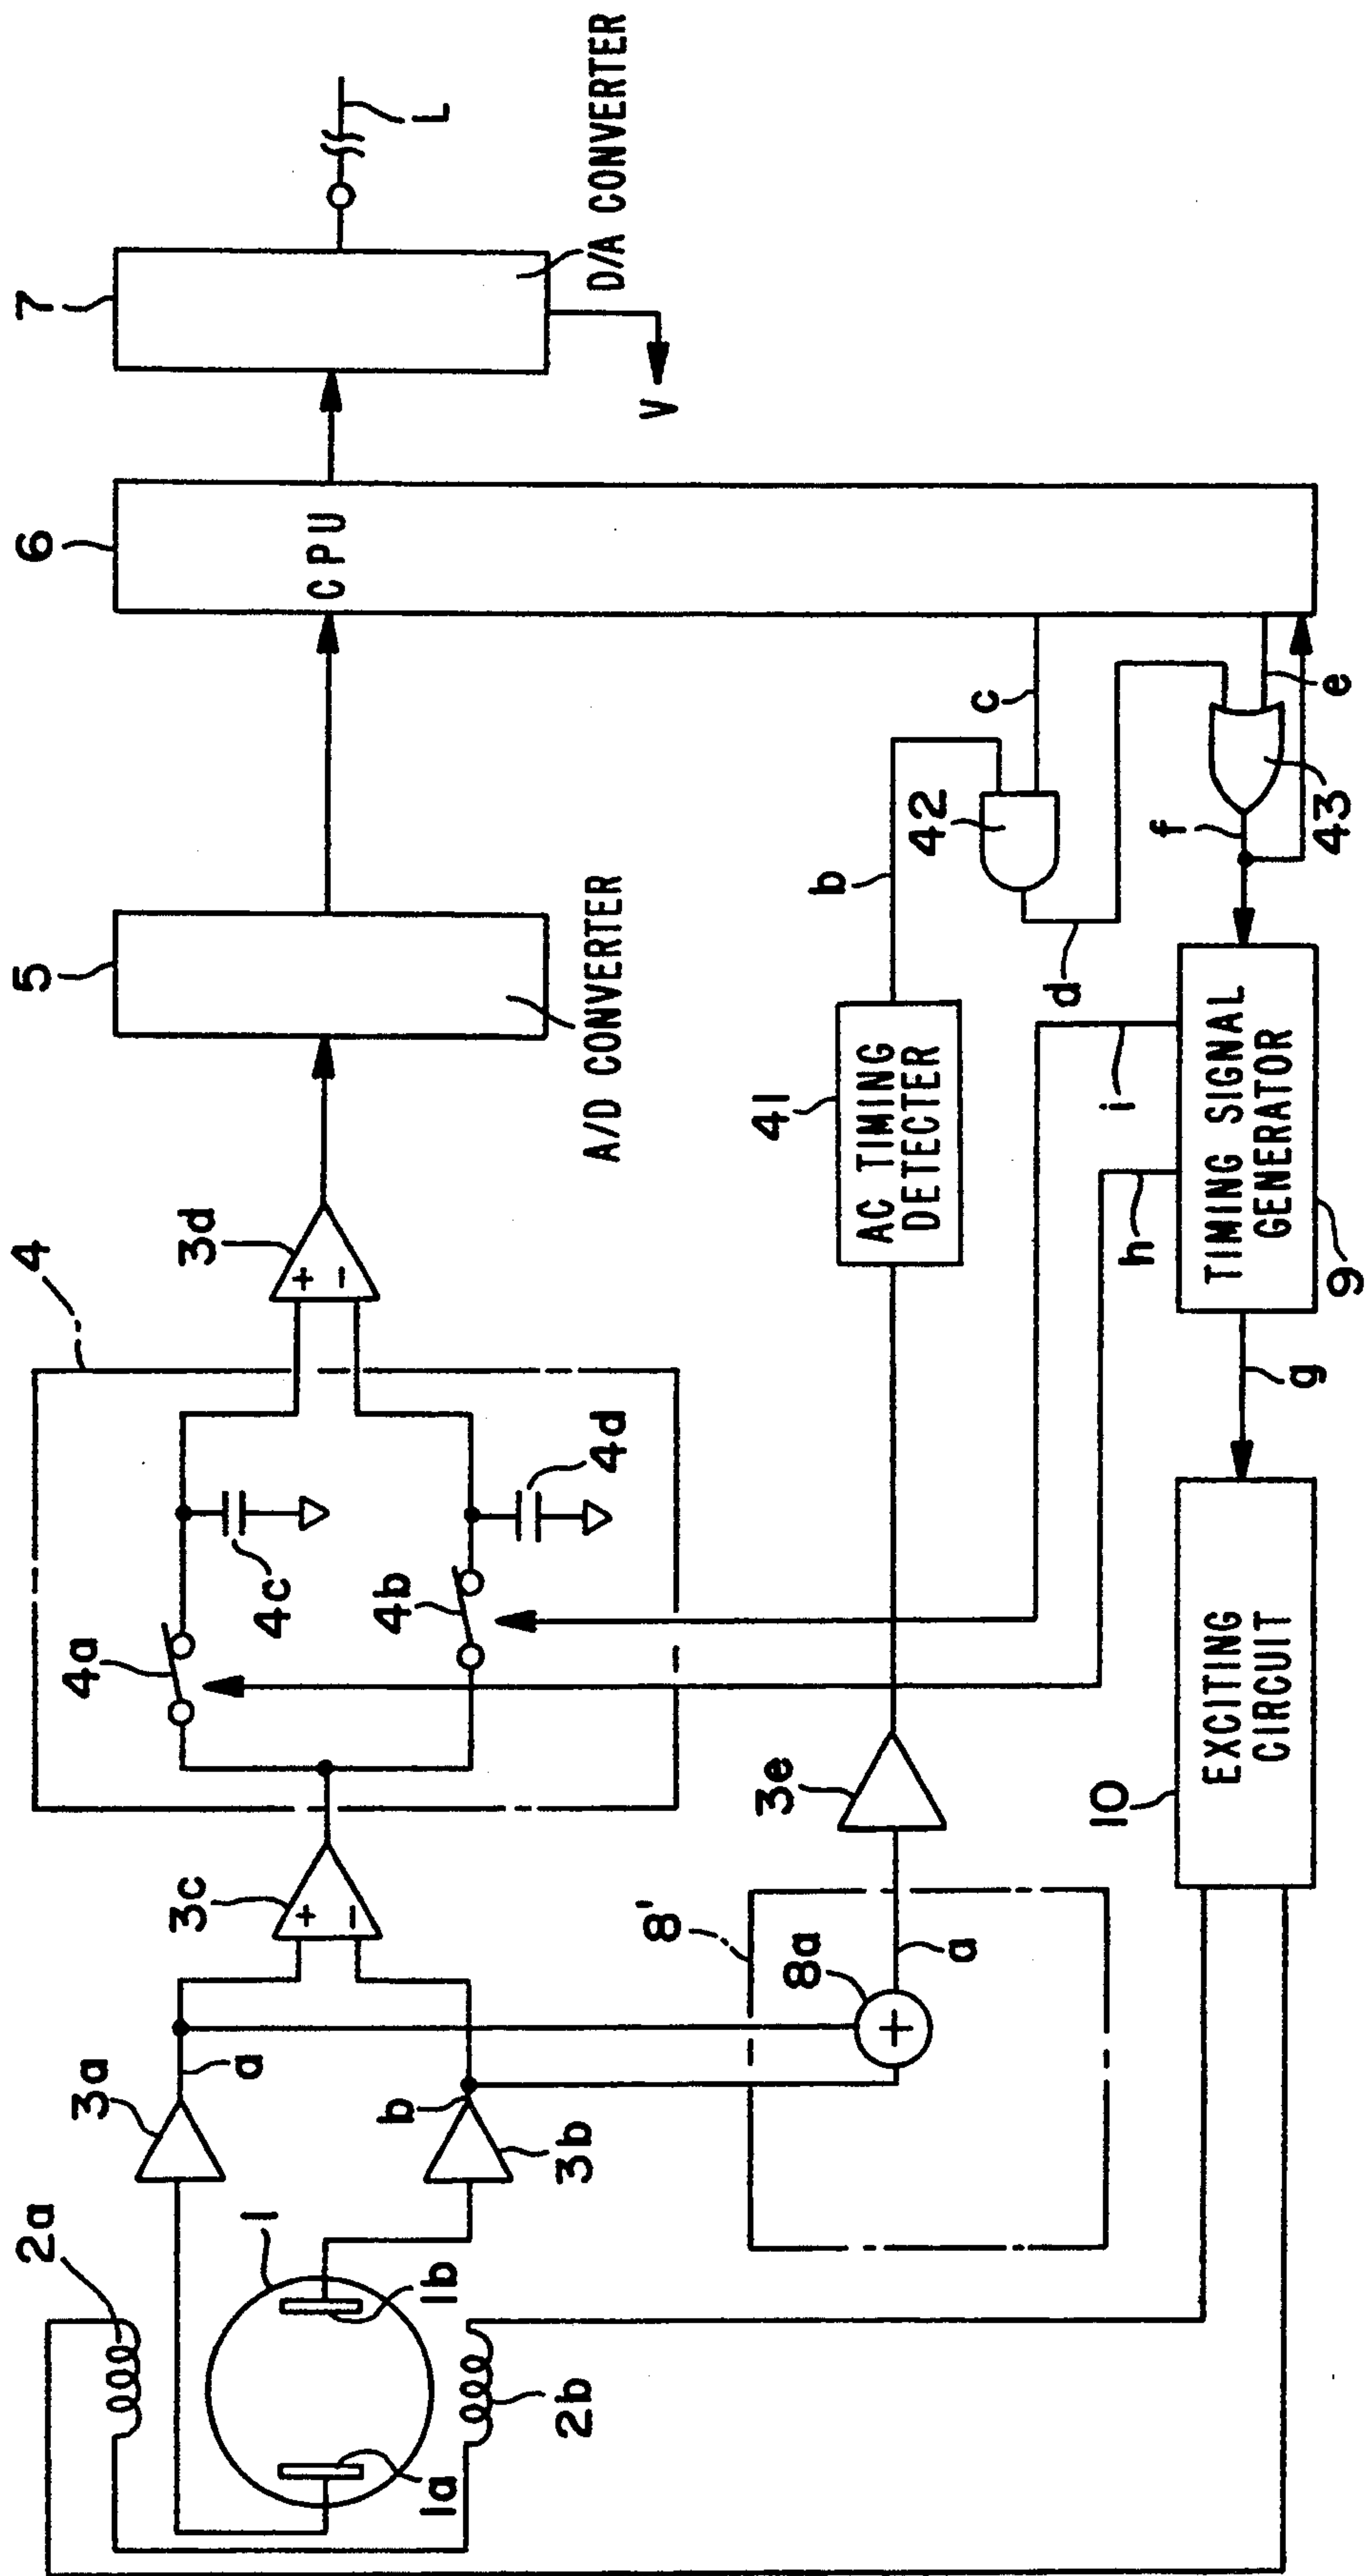 2a
3a
a
3c
+
-
4
4a
4c
3d
+
-
5
A/D CONVERTER
6
CPU
7
D/A CONVERTER
L
V
1
1a
1b
2b
3b
b
4b
4d
8'
8a
+
a
3e
41
AC TIMING
DETECTER
b
42
c
d
10
EXCITING
CIRCUIT
g
h
i
TIMING SIGNAL
GENERATOR
9
f
43
e